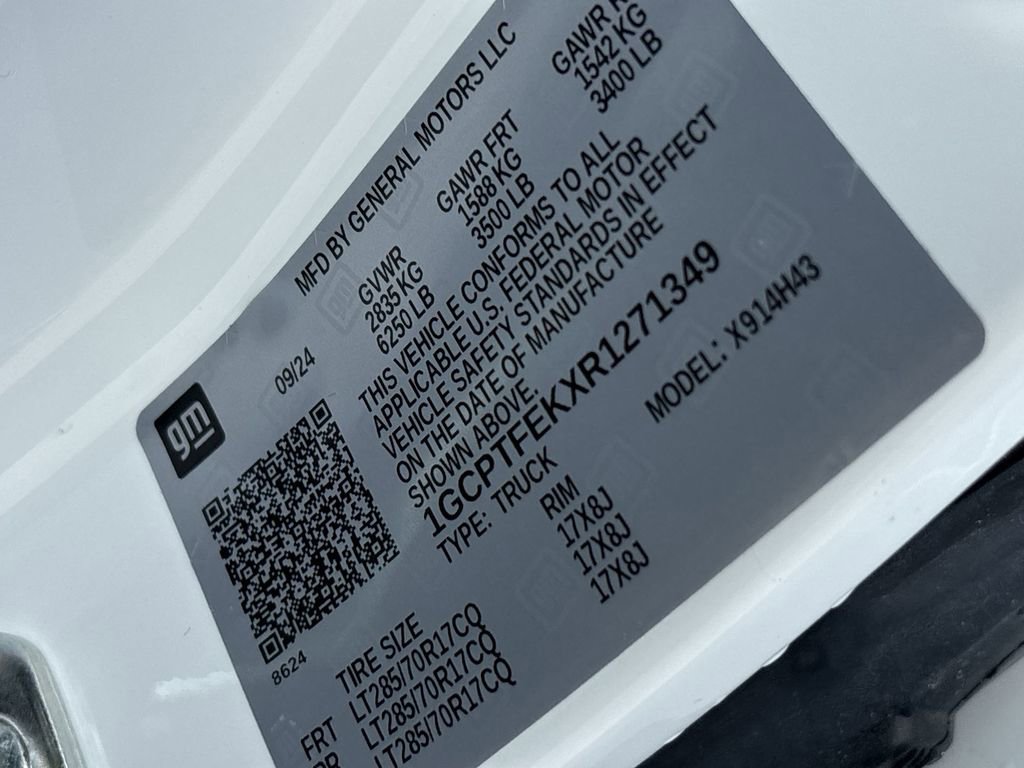 gm
09/24
MFD BY GENERAL MOTORS LLC
GVWR
2835 KG
6250 LB
GAWR FRT
1588 KG
3500 LB
GAWR
1542 KG
3400 LB
THIS VEHICLE CONFORMS TO ALL
APPLICABLE U.S. FEDERAL MOTOR
VEHICLE SAFETY STANDARDS IN EFFECT
ON THE DATE OF MANUFACTURE
SHOWN ABOVE.
1GCPTFEKXR1271349
TYPE: TRUCK
MODEL: X914H43
8624
TIRE SIZE RIM
FRT LT285/70R17CQ 17X8J
LT285/70R17CQ 17X8J
LT285/70R17CQ 17X8J